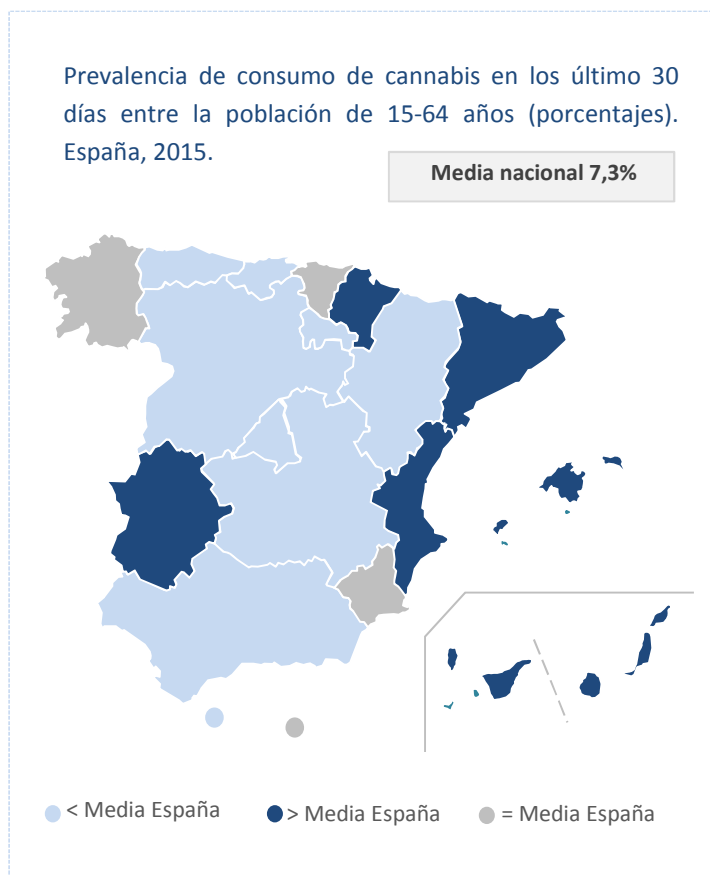 Prevalencia de consumo de cannabis en los último 30
días entre la población de 15-64 años (porcentajes).
España, 2015.
Media nacional 7,3%
< Media España
> Media España
= Media España